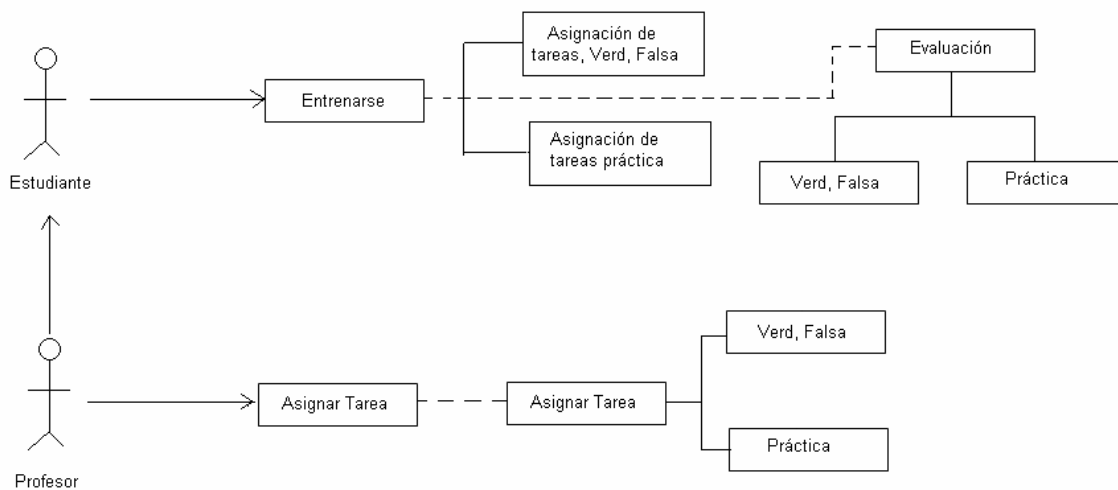 Asignación de
tareas, Verd, Falsa
Evaluación
Entrenarse
Asignación de
tareas práctica
Verd, Falsa
Práctica
Estudiante
Verd, Falsa
Asignar Tarea
Asignar Tarea
Práctica
Profesor